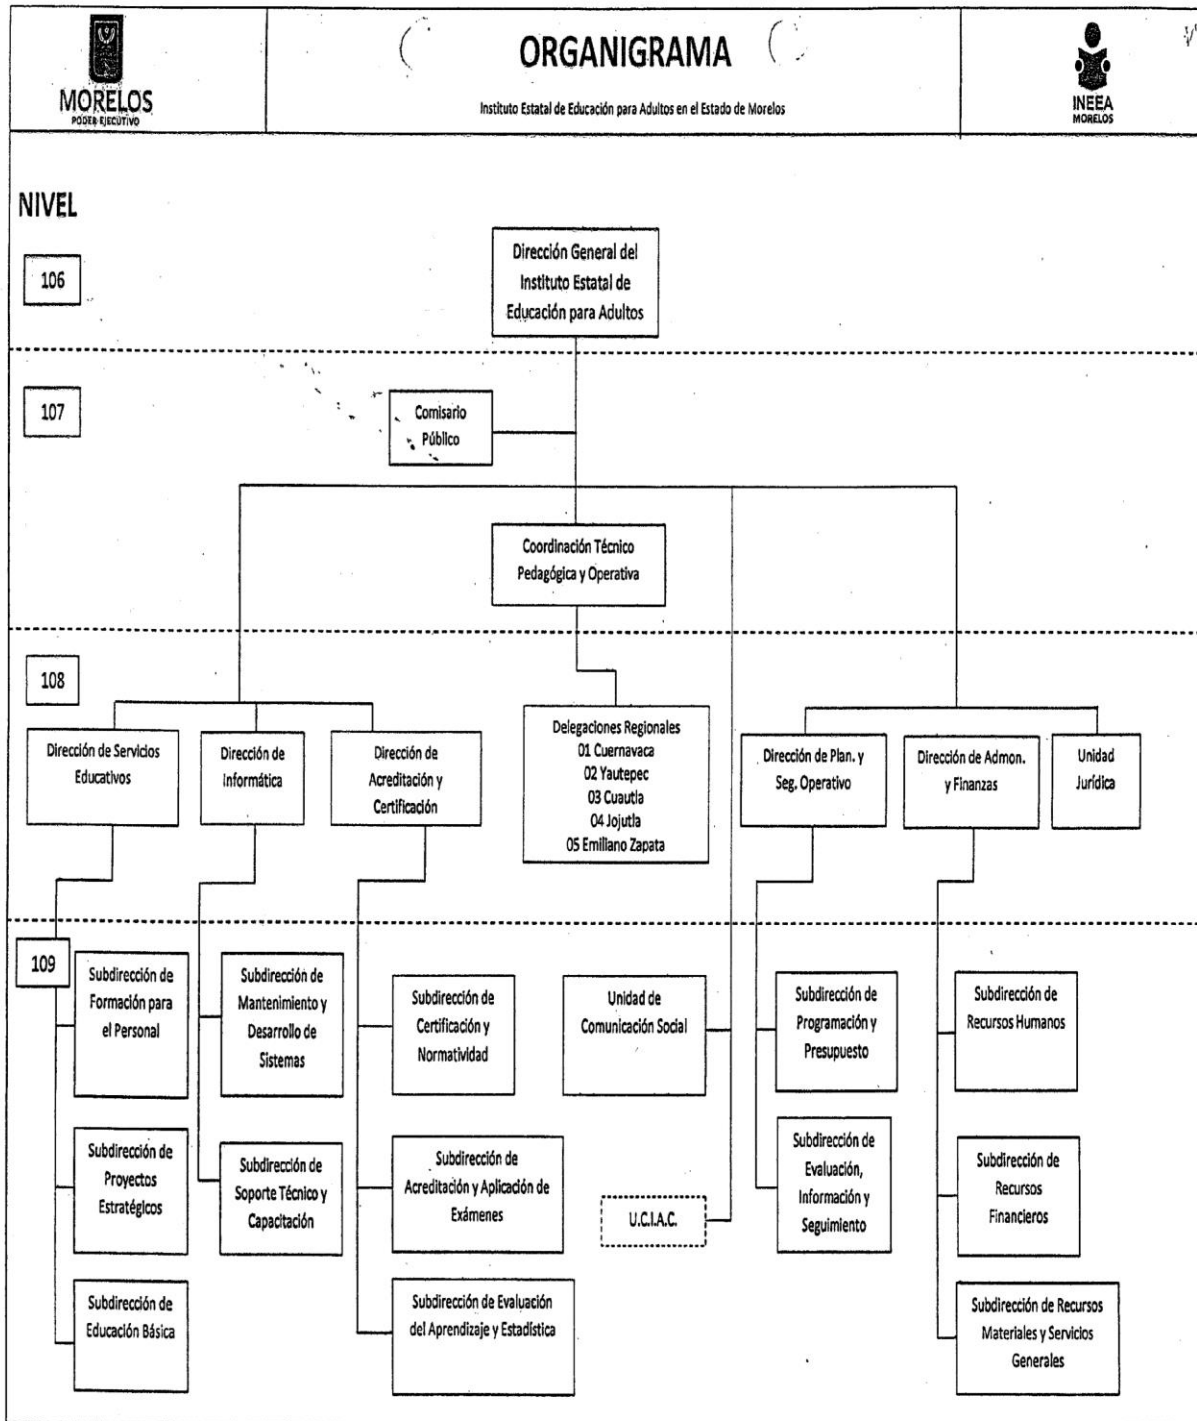 MORELOS
PODER EJECUTIVO
ORGANIGRAMA
Instituto Estatal de Educación para Adultos en el Estado de Morelos
INEEA
MORELOS
NIVEL
106
Dirección General del
Instituto Estatal de
Educación para Adultos
107
Comisario
Público
Coordinación Técnico
Pedagógica y Operativa
108
Dirección de Servicios
Educativos
Dirección de
Informática
Dirección de
Acreditación y
Certificación
Delegaciones Regionales
01 Cuernavaca
02 Yautepec
03 Cuautla
04 Jojutla
05 Emiliano Zapata
Dirección de Plan. y
Seg. Operativo
Dirección de Admon.
y Finanzas
Unidad
Jurídica
109
Subdirección de
Formación para
el Personal
Subdirección de
Mantenimiento y
Desarrollo de
Sistemas
Subdirección de
Certificación y
Normatividad
Unidad de
Comunicación Social
Subdirección de
Programación y
Presupuesto
Subdirección de
Recursos Humanos
Subdirección de
Proyectos
Estratégicos
Subdirección de
Soporte Técnico y
Capacitación
Subdirección de
Acreditación y Aplicación de
Exámenes
U.C.I.A.C.
Subdirección de
Evaluación,
Información y
Seguimiento
Subdirección de
Recursos
Financieros
Subdirección de
Educación Básica
Subdirección de Evaluación
del Aprendizaje y Estadística
Subdirección de Recursos
Materiales y Servicios
Generales